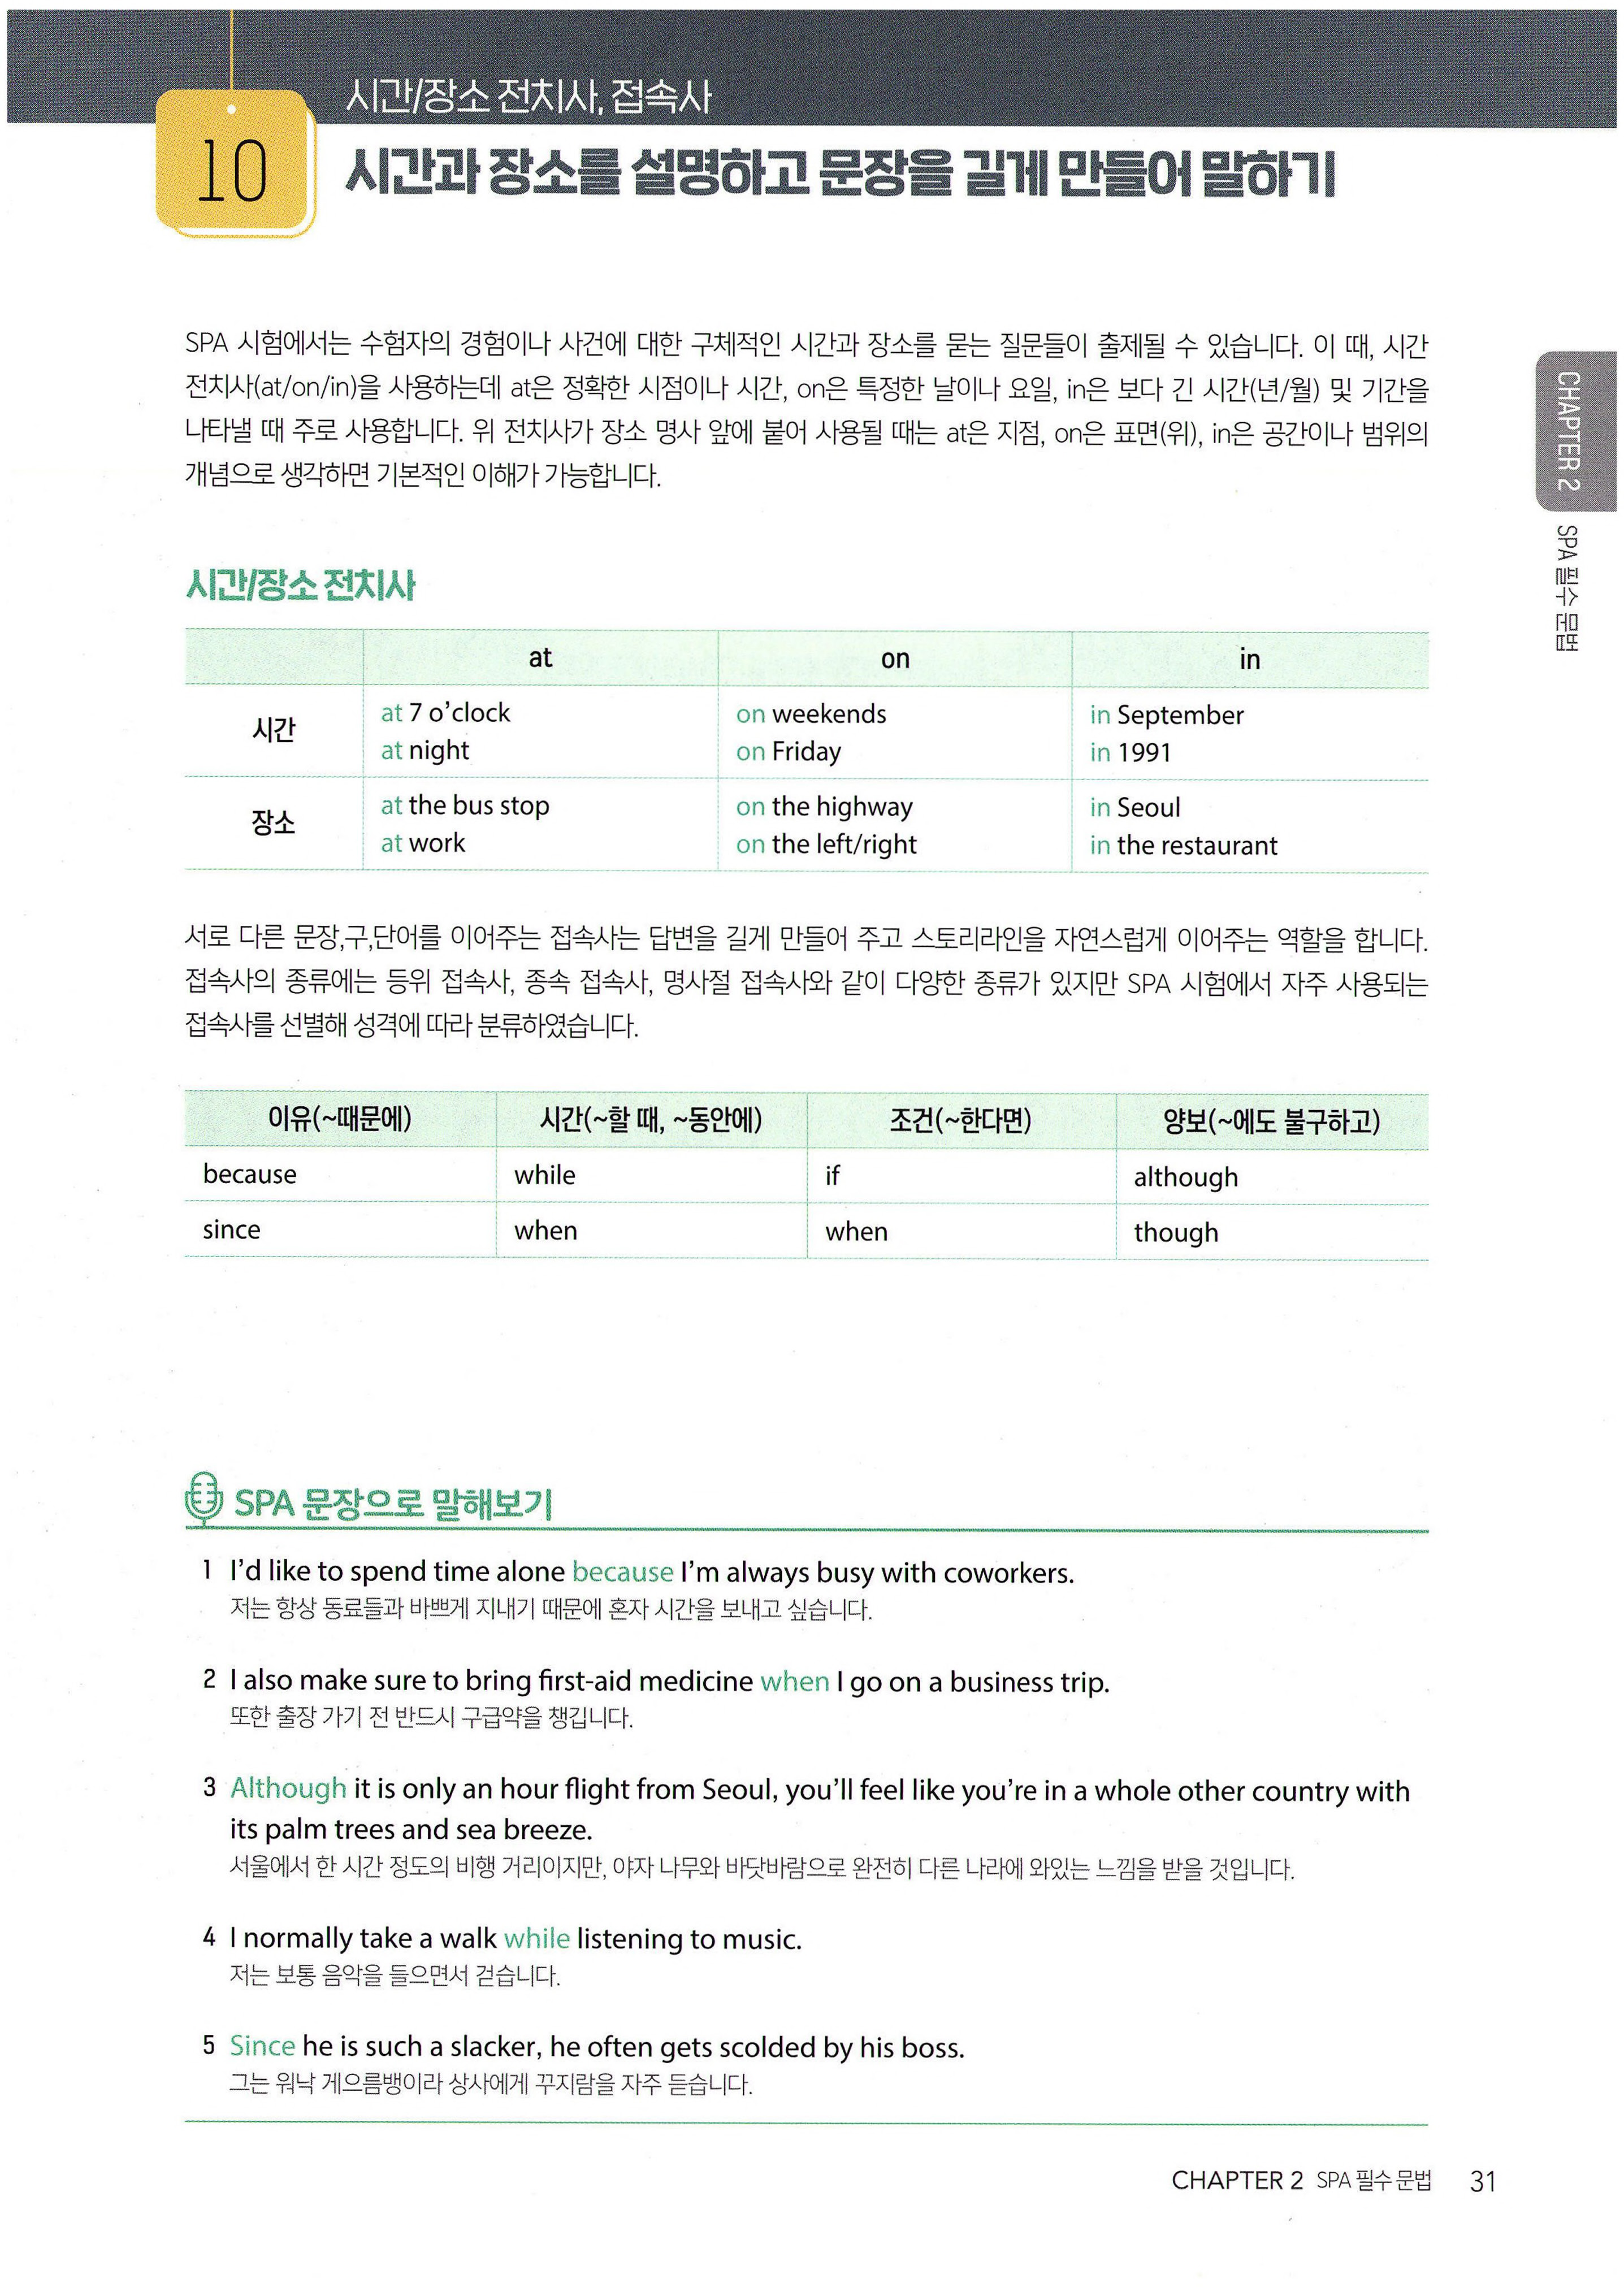 시간/장소 전치사, 접속사
10
시간과 장소를 설명하고 문장을 길게 만들어 말하기
SPA 시험에서는 수험자의 경험이나 사건에 대한 구체적인 시간과 장소를 묻는 질문들이 출제될 수 있습니다. 이 때, 시간
전치사(at/on/in)을 사용하는데 at은 정확한 시점이나 시간, on은 특정한 날이나 요일, in은 보다 긴 시간(년/월) 및 기간을
나타낼 때 주로 사용합니다. 위 전치사가 장소 명사 앞에 붙어 사용될 때는 at은 지점, on은 표면(위), in은 공간이나 범위의
개념으로 생각하면 기본적인 이해가 가능합니다.
CHAPTER 2 SPA 필수 문법
시간/장소 전치사
at on in
시간
at 7 o'clock on weekends in September
at night on Friday in 1991
장소
at the bus stop on the highway in Seoul
at work on the left/right in the restaurant
서로 다른 문장,구,단어를 이어주는 접속사는 답변을 길게 만들어 주고 스토리라인을 자연스럽게 이어주는 역할을 합니다.
접속사의 종류에는 등위 접속사, 종속 접속사, 명사절 접속사와 같이 다양한 종류가 있지만 SPA 시험에서 자주 사용되는
접속사를 선별해 성격에 따라 분류하였습니다.
이유(~때문에) 시간(~할 때, ~동안에) 조건(~한다면) 양보(~에도 불구하고)
because while if although
since when when though
SPA 문장으로 말해보기
1 I'd like to spend time alone because I'm always busy with coworkers.
저는 항상 동료들과 바쁘게 지내기 때문에 혼자 시간을 보내고 싶습니다.
2 I also make sure to bring first-aid medicine when I go on a business trip.
또한 출장 가기 전 반드시 구급약을 챙깁니다.
3 Although it is only an hour flight from Seoul, you'll feel like you're in a whole other country with
its palm trees and sea breeze.
서울에서 한 시간 정도의 비행 거리이지만, 야자 나무와 바닷바람으로 완전히 다른 나라에 와있는 느낌을 받을 것입니다.
4 I normally take a walk while listening to music.
저는 보통 음악을 들으면서 걷습니다.
5 Since he is such a slacker, he often gets scolded by his boss.
그는 워낙 게으름뱅이라 상사에게 꾸지람을 자주 듣습니다.
CHAPTER 2 SPA 필수 문법 31